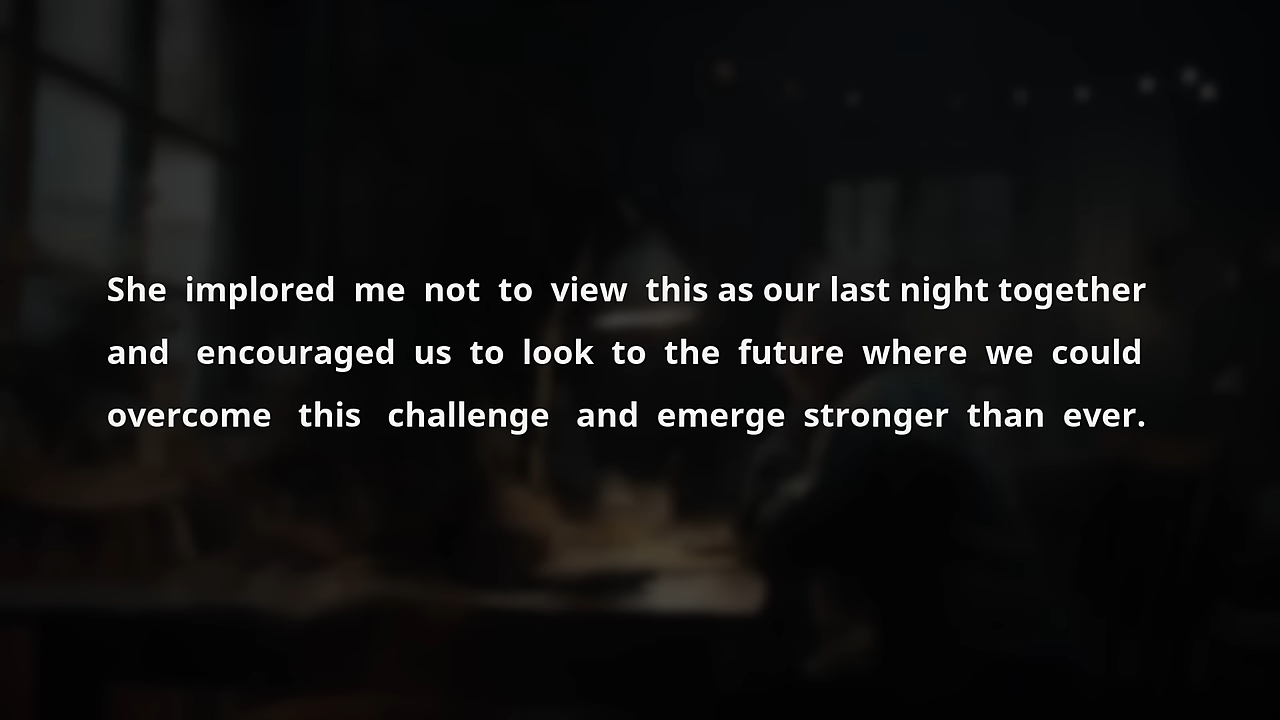 She implored me not to view this as our last night together
and encouraged us to look to the future where we could
overcome this challenge and emerge stronger than ever.